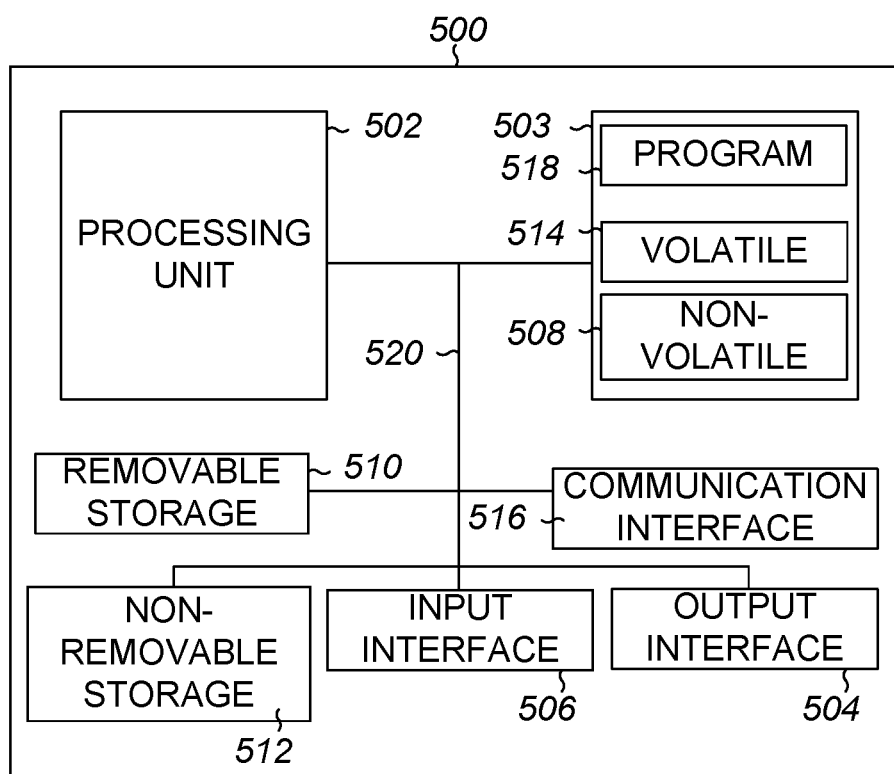 500
PROCESSING
UNIT
502
503
PROGRAM
518
514
VOLATILE
508
NON-
VOLATILE
520
REMOVABLE
STORAGE
510
COMMUNICATION
INTERFACE
516
NON-
REMOVABLE
STORAGE
512
INPUT
INTERFACE
506
OUTPUT
INTERFACE
504